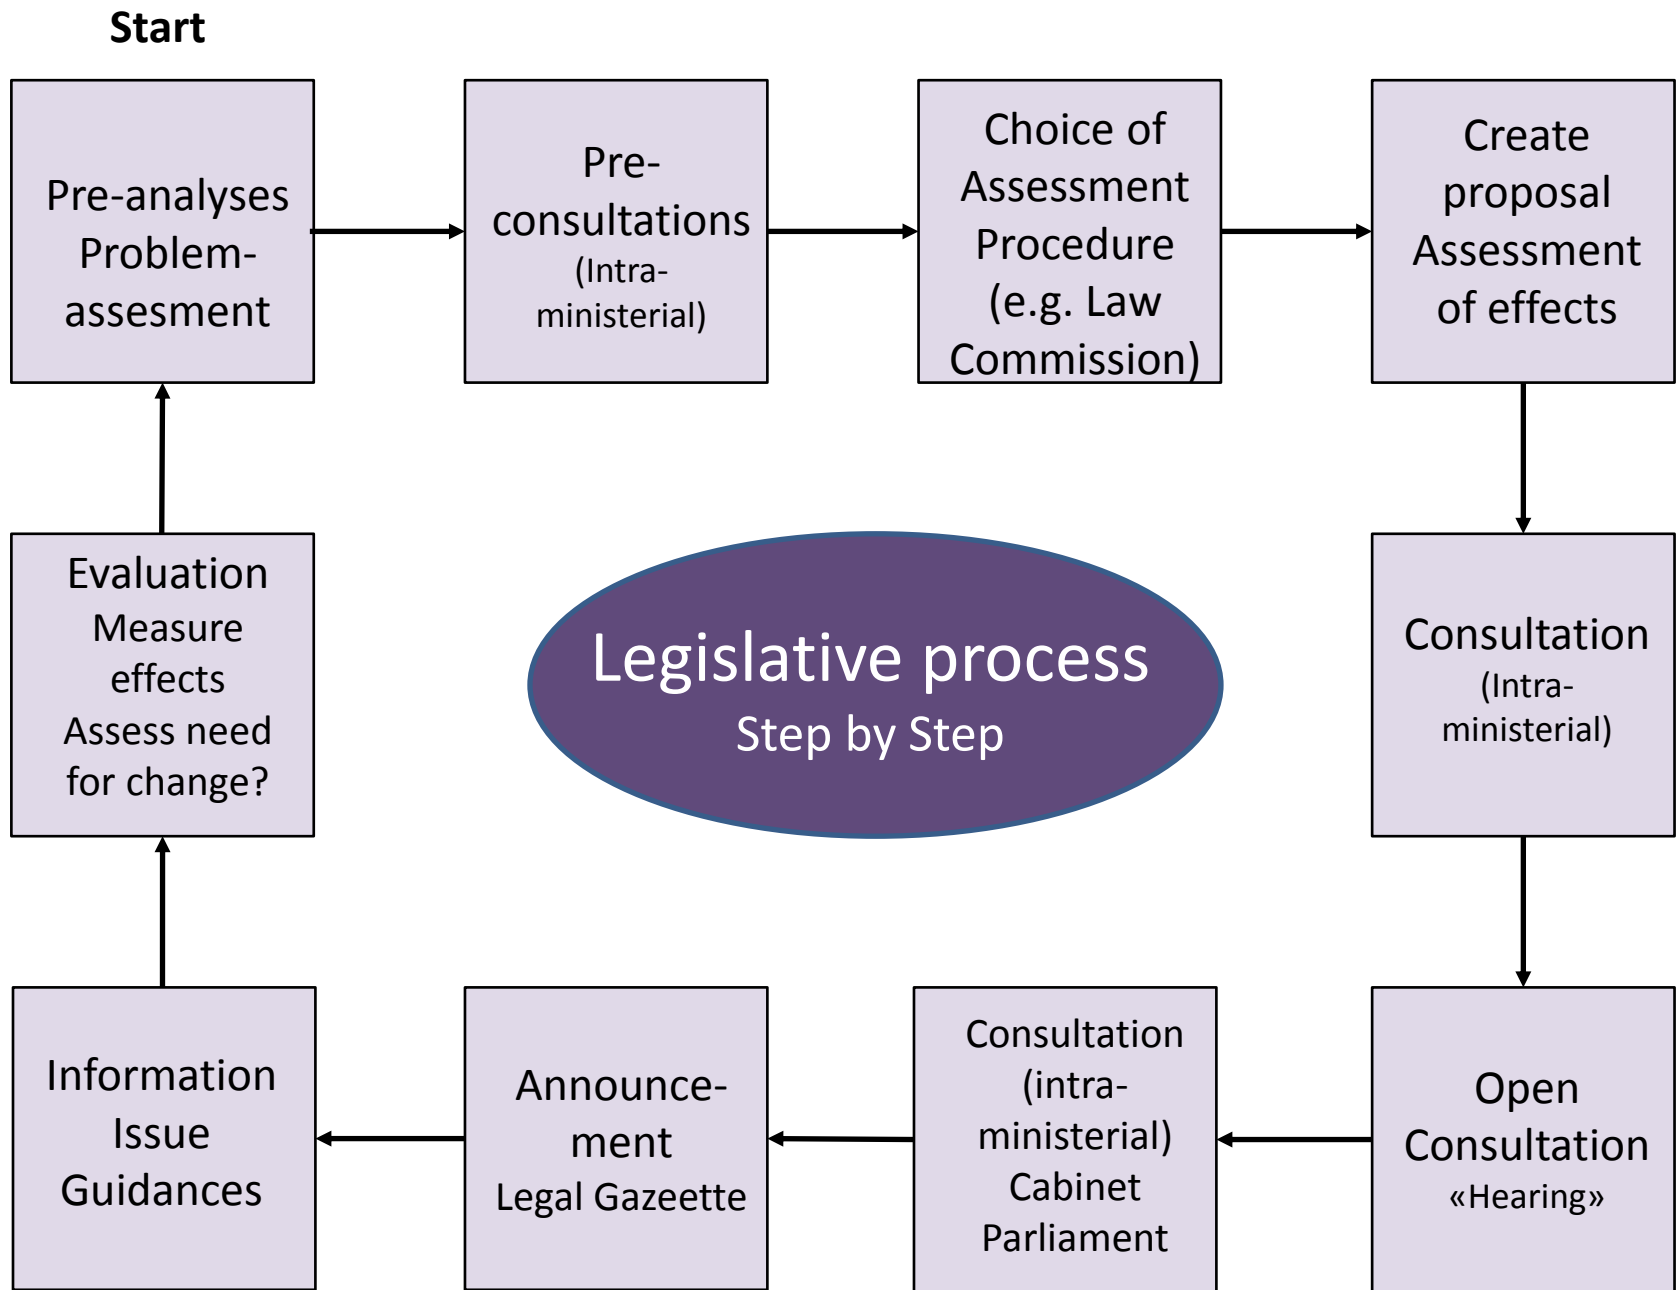 Start
Pre-analyses
Problem-
assesment
Pre-
consultations
(Intra-
ministerial)
Choice of
Assessment
Procedure
(e.g. Law
Commission)
Create
proposal
Assessment
of effects
Consultation
(Intra-
ministerial)
Open
Consultation
«Hearing»
Consultation
(intra-
ministerial)
Cabinet
Parliament
Announce-
ment
Legal Gazeette
Information
Issue
Guidances
Evaluation
Measure
effects
Assess need
for change?
Legislative process
Step by Step